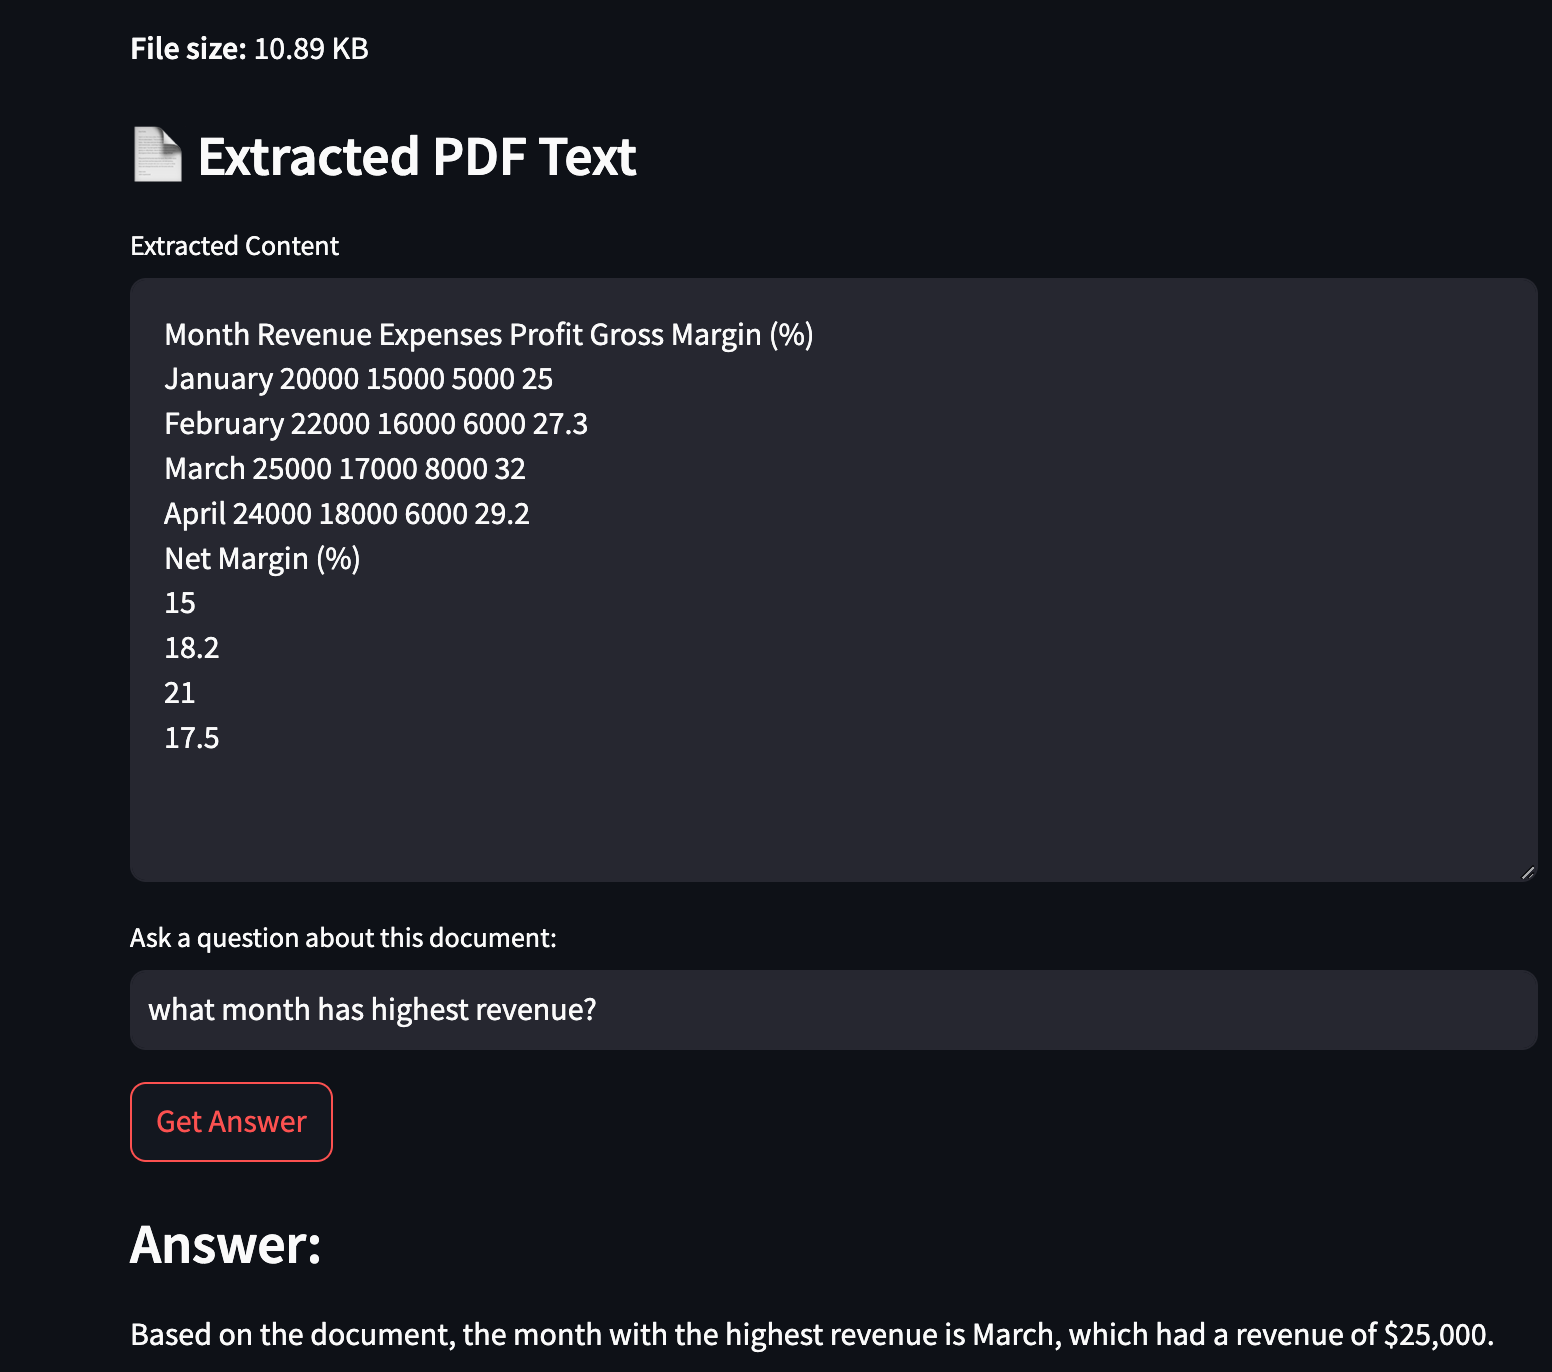 File size: 10.89 KB
Extracted PDF Text
Extracted Content
Month Revenue Expenses Profit Gross Margin (%)
January 20000 15000 5000 25
February 22000 16000 6000 27.3
March 25000 17000 8000 32
April 24000 18000 6000 29.2
Net Margin (%)
15
18.2
21
17.5
Ask a question about this document:
what month has highest revenue?
Get Answer
Answer:
Based on the document, the month with the highest revenue is March, which had a revenue of $25,000.